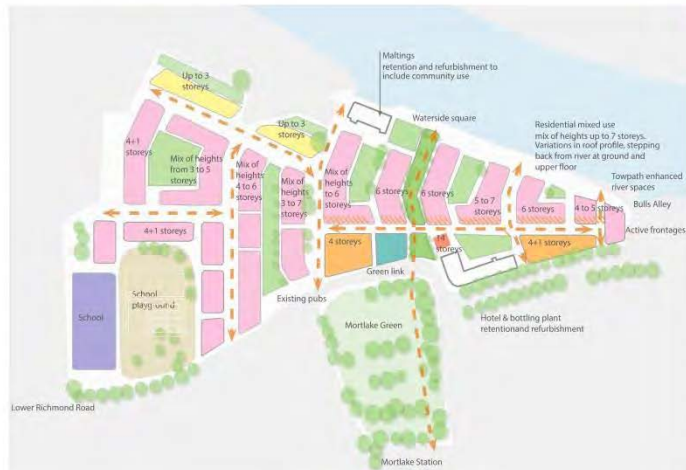 Maltings
retention and refurbishment to
include community use
Up to 3
storeys
Up to 3
storeys
Waterside square
Residential mixed use
mix of heights up to 7 storeys.
Variations in roof profile, stepping
back from river at ground and
upper floor
4+1
storeys
Mix of heights
from 3 to 5
storeys
Mix of
heights
4 to 6
storeys
Mix of
heights
3 to 7
storeys
Mix of
heights
to 6
storeys
6 storeys
6 storeys
5 to 7
storeys
6 storeys
4 to 5 storeys
Towpath enhanced
river spaces
Bulls Alley
Active frontages
4+1 storeys
4 storeys
storeys
4+1 storeys
Green link
School
School
playground
Existing pubs
Mortlake Green
Hotel & bottling plant
retentionand refurbishment
Lower Richmond Road
Mortlake Station